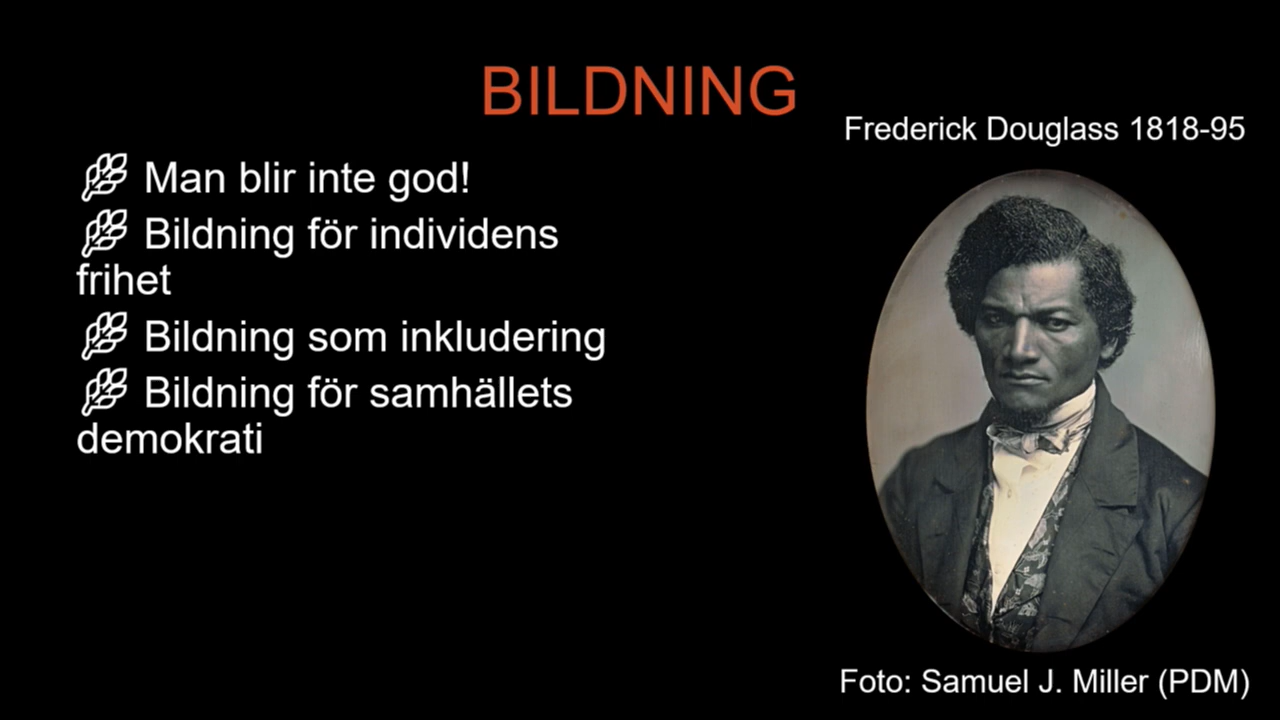 BILDNING
Frederick Douglass 1818-95
Man blir inte god!
Bildning för individens
frihet
Bildning som inkludering
Bildning för samhällets
demokrati
Foto: Samuel J. Miller (PDM)